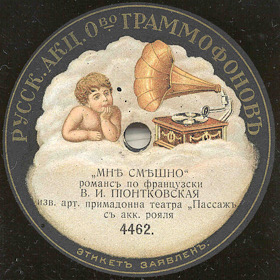 РУССК. АКЦ. О-ВО ГРАММОФОНОВЪ
„МНѢ СМѢШНО"
романсъ по французски
В. И. ПІОНТКОВСКАЯ
изв. арт. примадонна театра „Пассажъ"
съ акк. рояля
4462.
ЭТИКЕТЪ ЗАЯВЛЕНЪ.